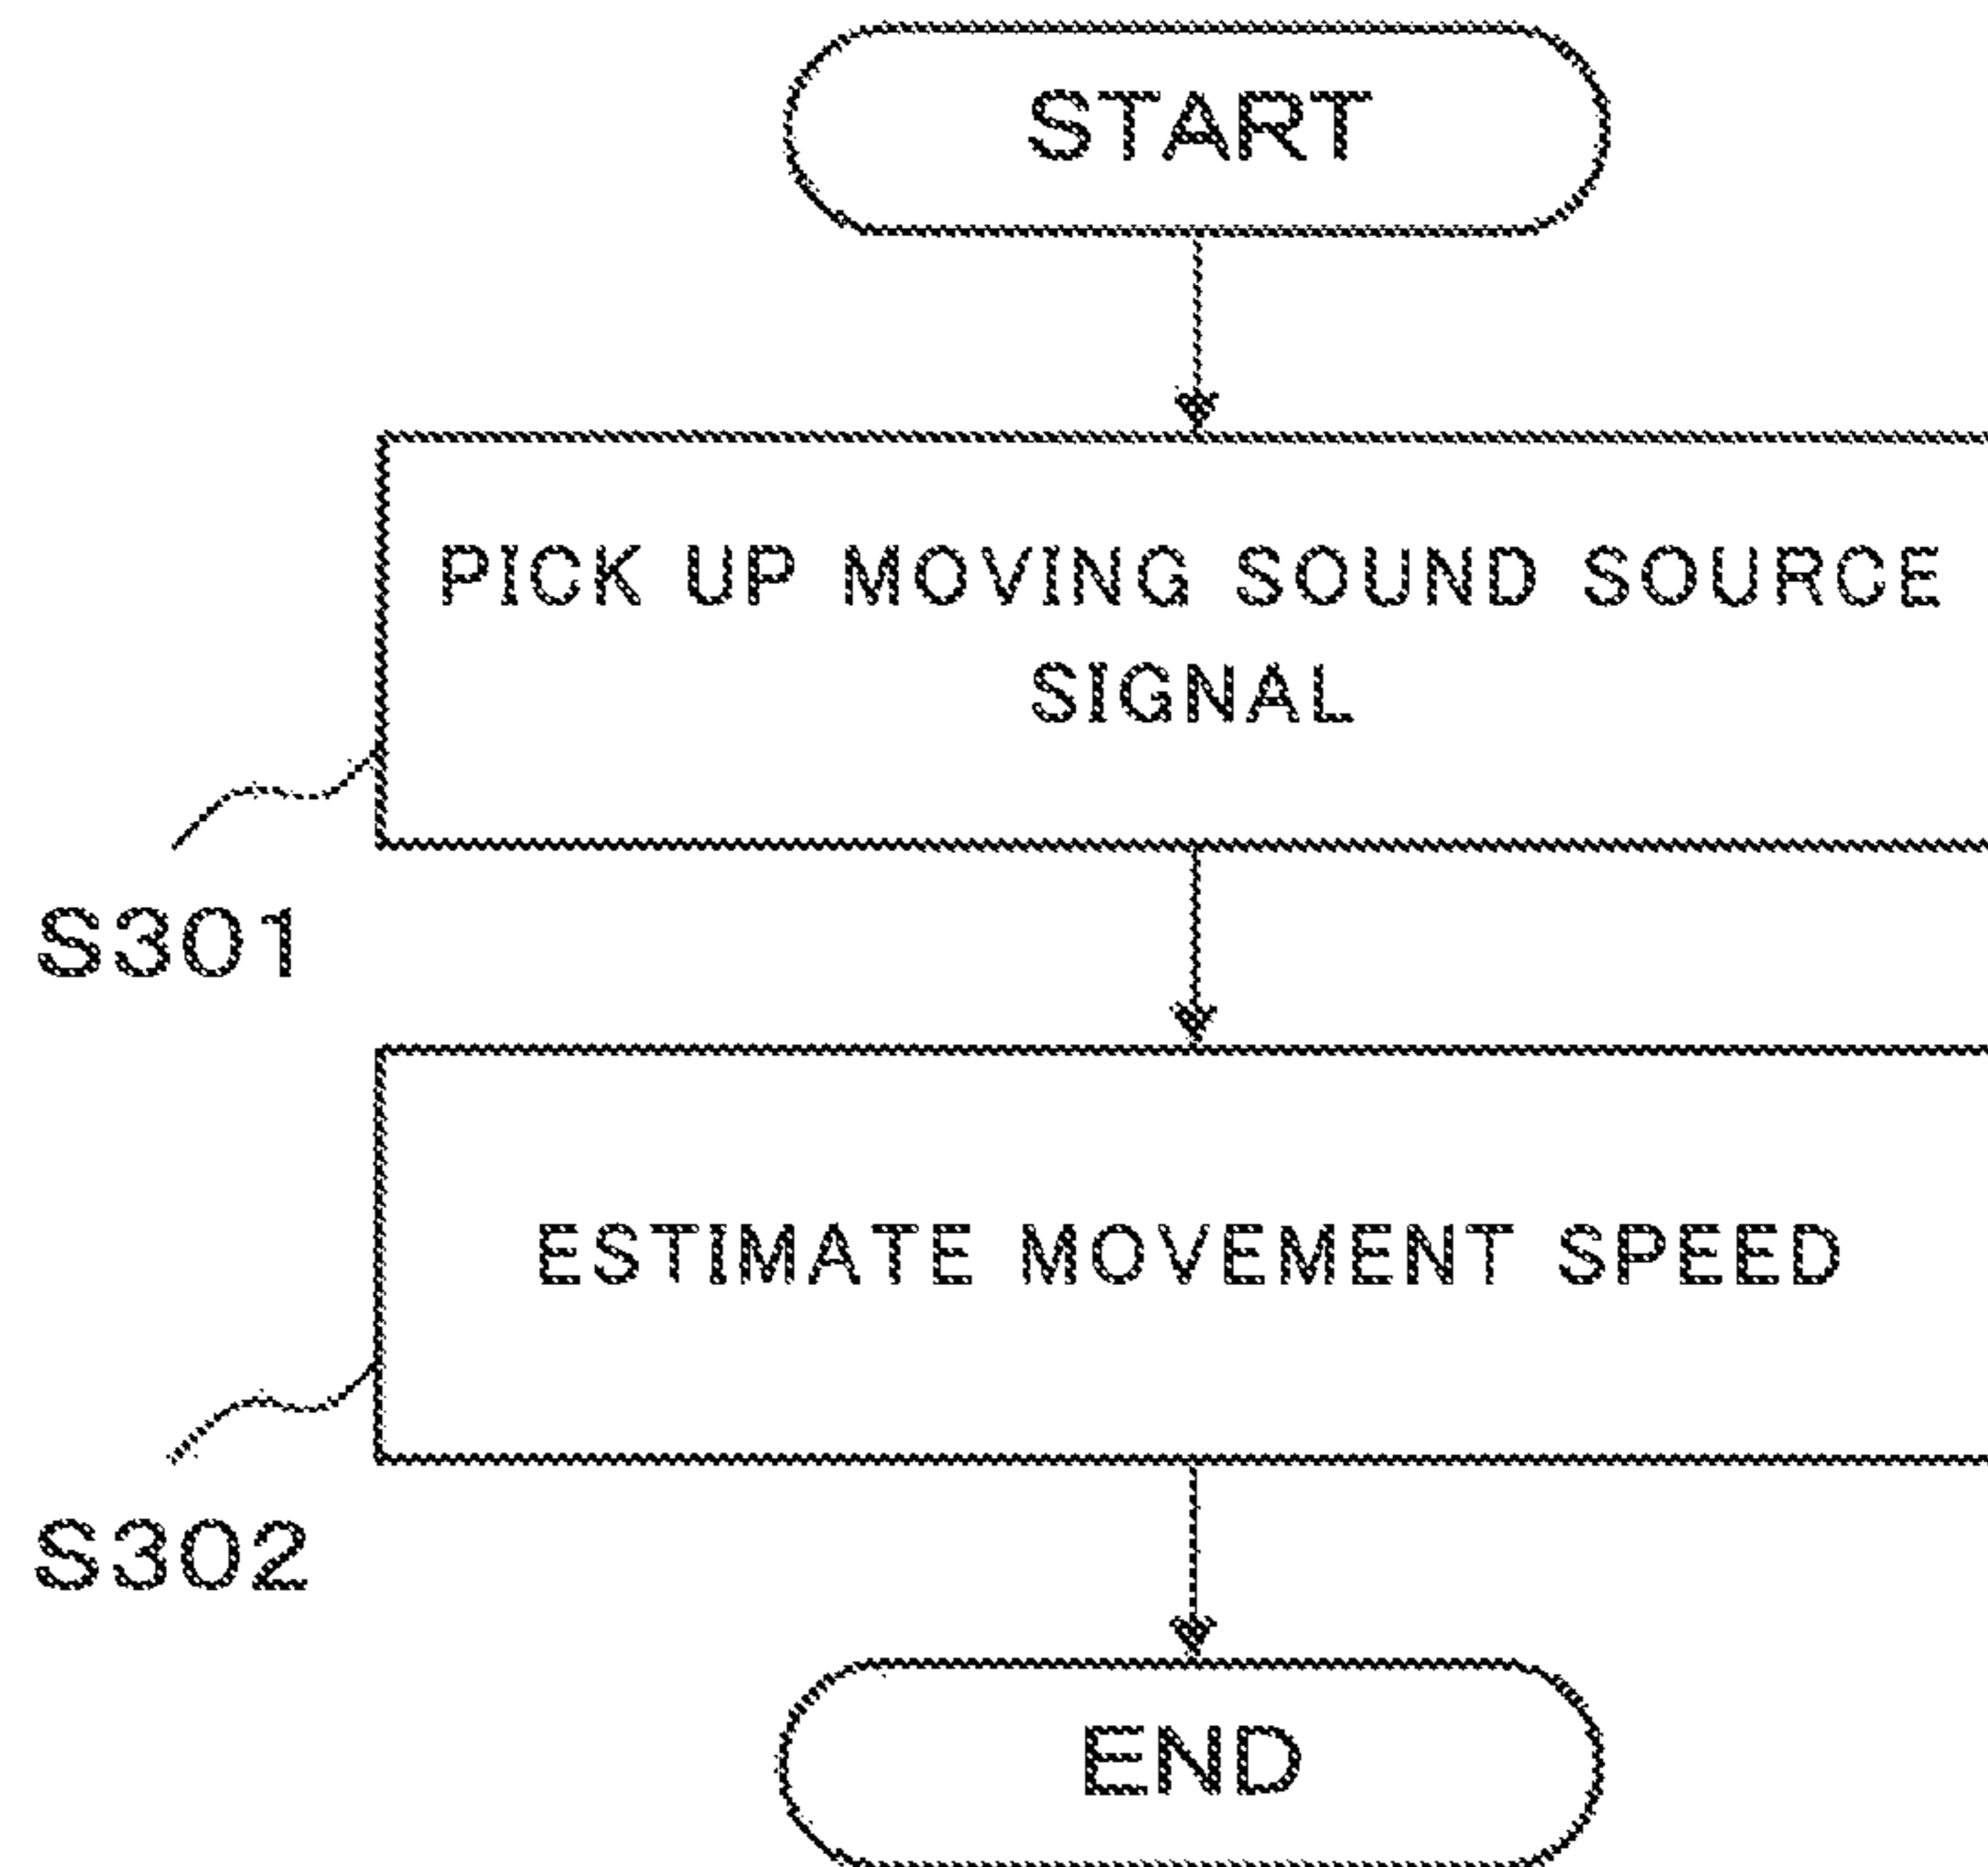 START
PICK UP MOVING SOUND SOURCE
SIGNAL
S301
ESTIMATE MOVEMENT SPEED
S302
END